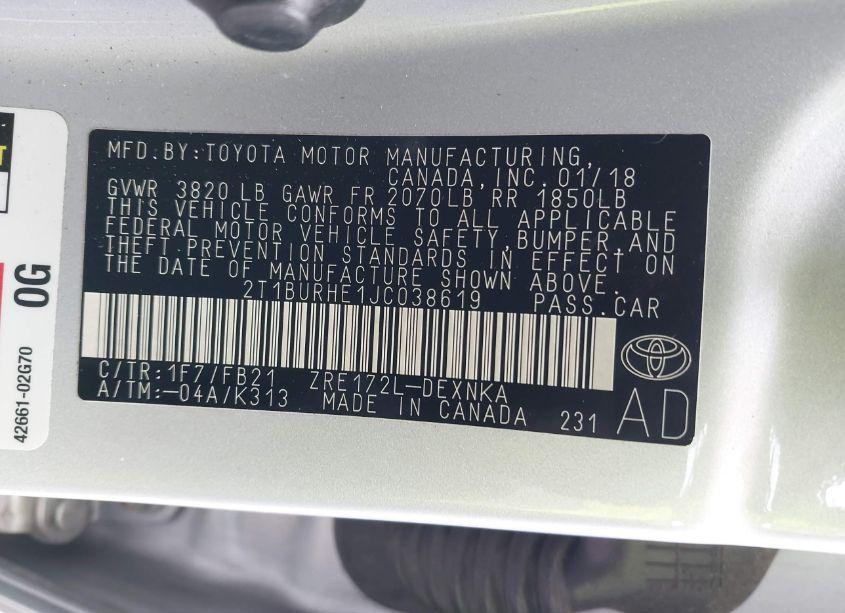 MFD. BY: TOYOTA MOTOR MANUFACTURING,
CANADA, INC. 01/18
GVWR 3820 LB GAWR FR 2070LB RR 1850LB
THIS VEHICLE CONFORMS TO ALL APPLICABLE
FEDERAL MOTOR VEHICLE SAFETY, BUMPER, AND
THEFT PREVENTION STANDARDS IN EFFECT ON
THE DATE OF MANUFACTURE SHOWN ABOVE.
2T1BURHE1JC038619 PASS. CAR
C/TR: 1F7/FB21 ZRE172L-DEXNKA
A/TM: -04A/K313 MADE IN CANADA 231
AD
0G
42661-02G70